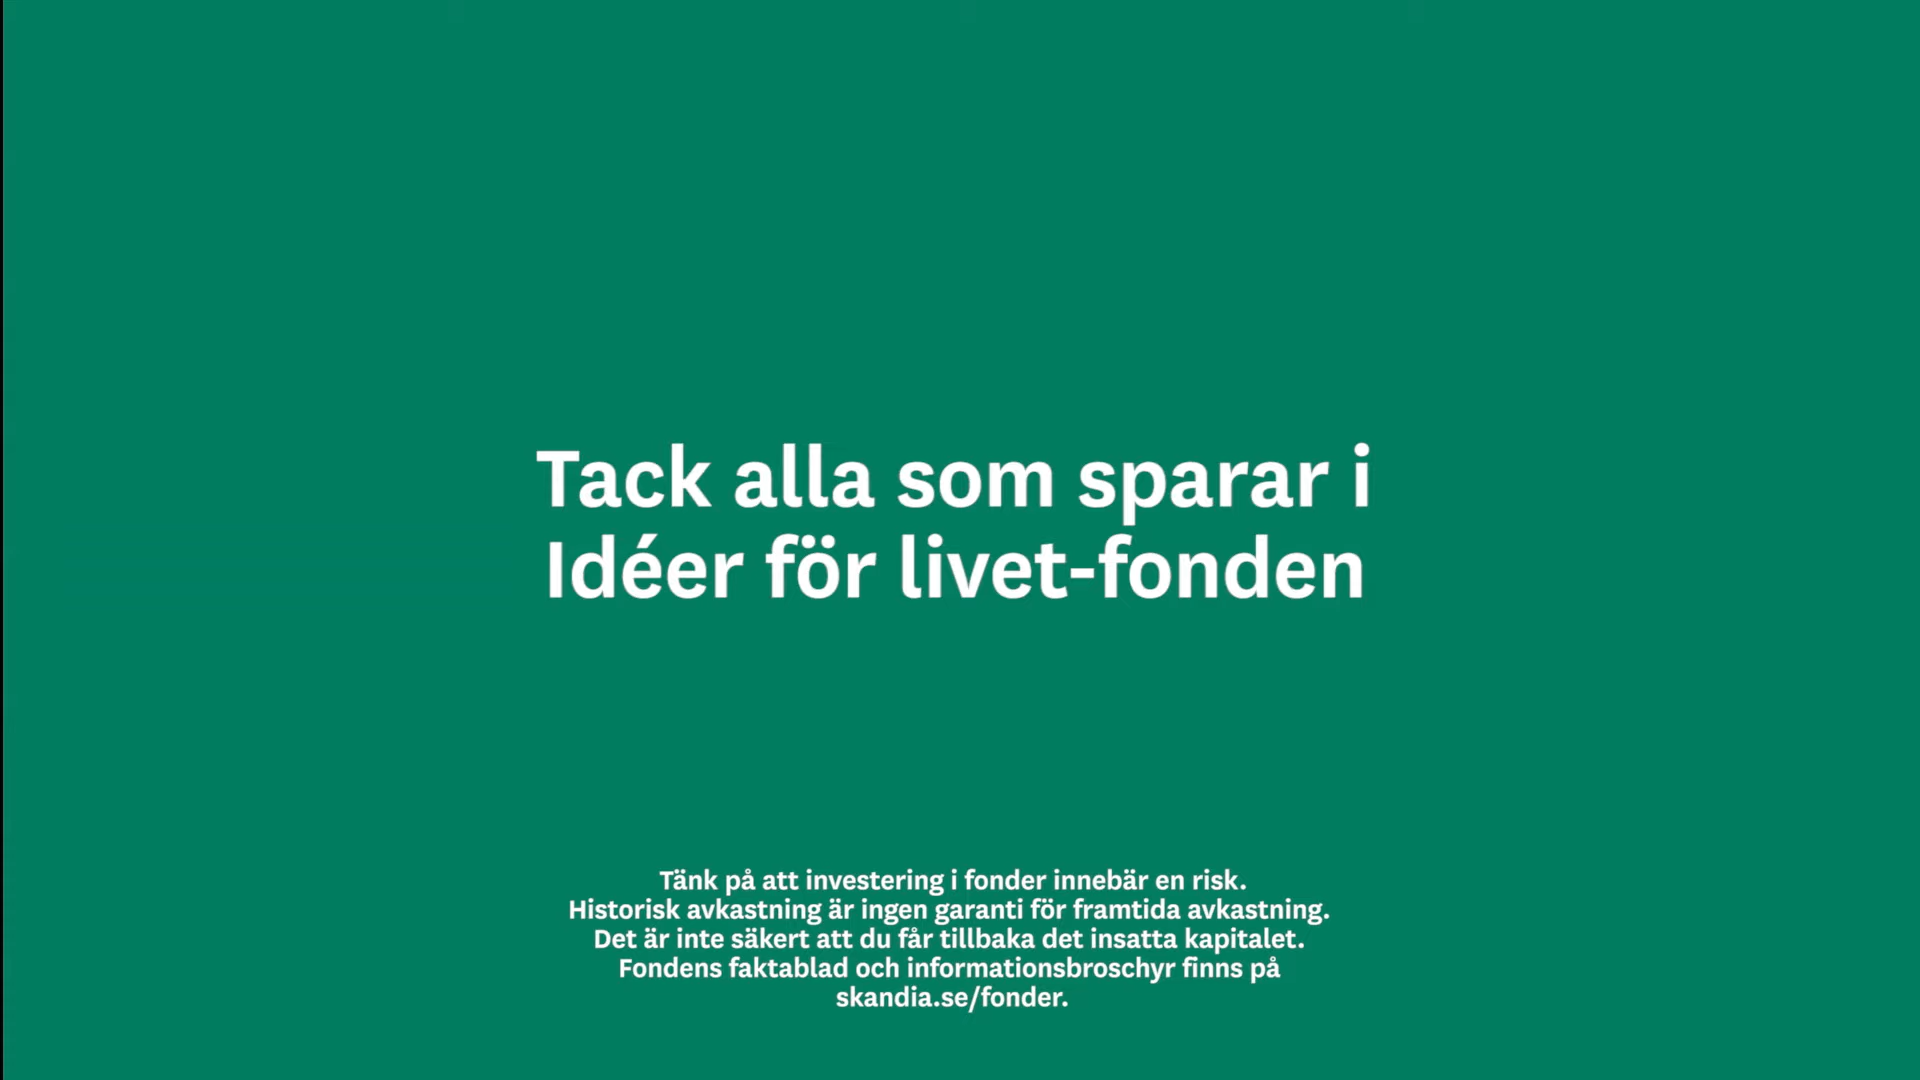 Tack alla som sparar i
Idéer för livet-fonden
Tänk på att investering i fonder innebär en risk.
Historisk avkastning är ingen garanti för framtida avkastning.
Det är inte säkert att du får tillbaka det insatta kapitalet.
Fondens faktablad och informationsbroschyr finns på
skandia.se/fonder.